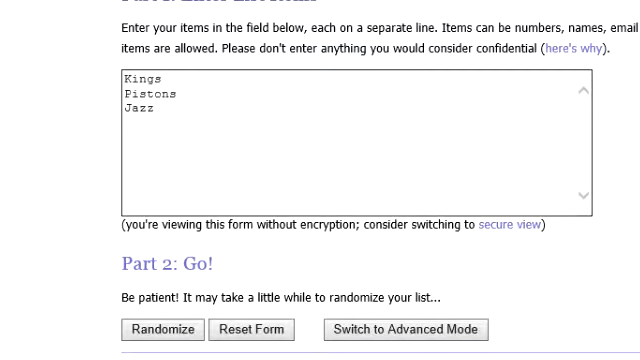 Enter your items in the field below, each on a separate line. Items can be numbers, names, email
items are allowed. Please don't enter anything you would consider confidential (here's why).
Kings
Pistons
Jazz
(you're viewing this form without encryption; consider switching to secure view)
Part 2: Go!
Be patient! It may take a little while to randomize your list...
Randomize Reset Form Switch to Advanced Mode